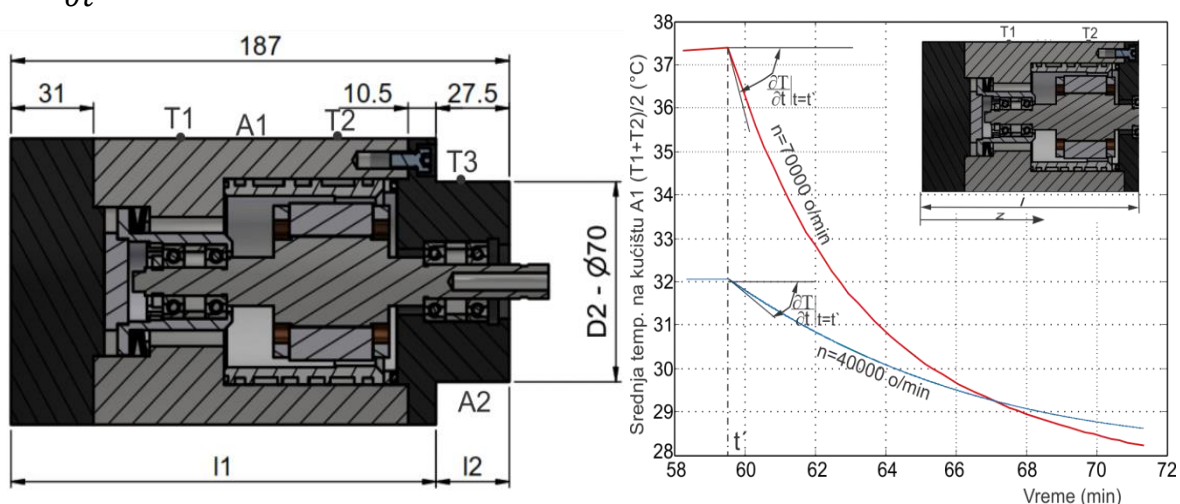 ∂t
187
31
10.5
27.5
T1
A1
T2
T3
D2 - Ø70
A2
l1
l2
Srednja temp. na kućištu A1 (T1+T2)/2 (°C)
38
37
36
35
34
33
32
31
30
29
28
∂T
∂t|t=t´
n=70000 o/min
∂T
∂t|t=t´
n=40000 o/min
t´
T1
T2
l
z
58
60
62
64
66
68
70
72
Vreme (min)